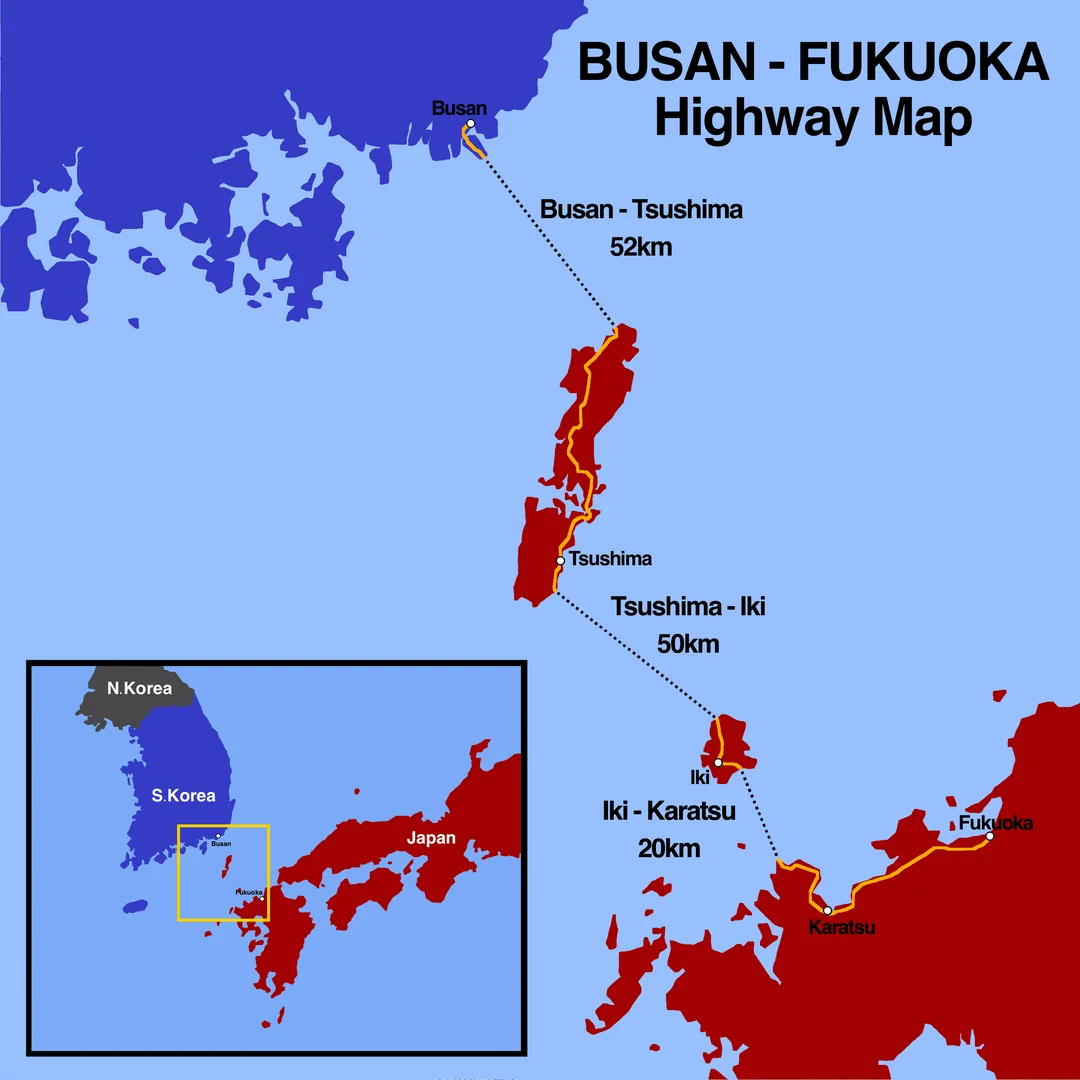 BUSAN - FUKUOKA
Highway Map
Busan
Busan - Tsushima
52km
Tsushima
Tsushima - Iki
50km
Iki
Iki - Karatsu
20km
Fukuoka
Karatsu
N.Korea
S.Korea
Japan
Busan
Fukuoka